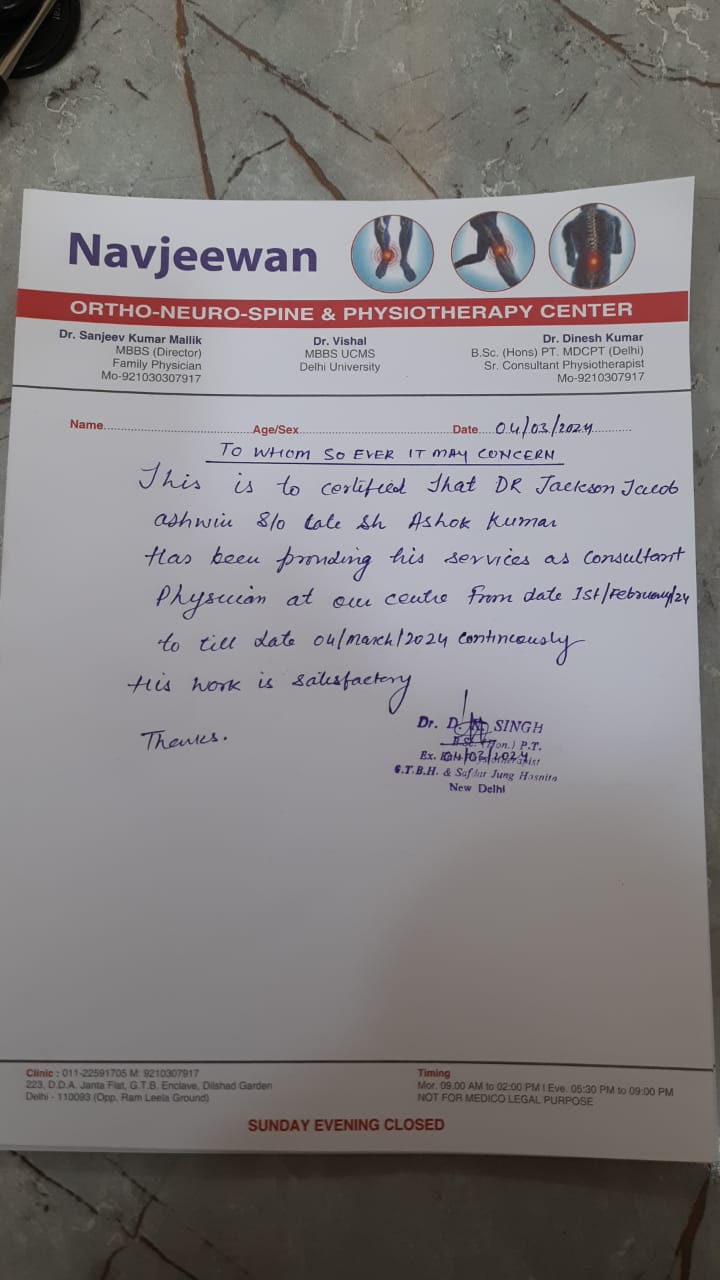 Navjeewan
ORTHO-NEURO-SPINE & PHYSIOTHERAPY CENTER
Dr. Sanjeev Kumar Mallik
MBBS (Director)
Family Physician
Mo-921030307917
Dr. Vishal
MBBS UCMS
Delhi University
Dr. Dinesh Kumar
B.Sc. (Hons) PT. MDCPT (Delhi)
Sr. Consultant Physiotherapist
Mo-9210307917
Name.......................................Age/Sex.......................................Date....04/03/2024...........
TO WHOM SO EVER IT MAY CONCERN
This is to certified That DR Jackson Jacob
ashwin S/o Late Sh Ashok Kumar
Has been providing his services as Consultant
Physician at our centre From date 1st/February/24
to till date 04/march/2024 continously
His work is satisfactory
Thanks.
Dr. D. SINGH
B.Sc. (Hon.) P.T.
Ex.
04/03/2024
G.T.B.H. & Safdar Jung Hospita
New Delhi
Clinic : 011-22591705 M: 9210307917
223, D.D.A. Janta Flat, G.T.B. Enclave, Dilshad Garden
Delhi - 110093 (Opp. Ram Leela Ground)
Timing
Mor. 09.00 AM to 02:00 PM I Eve. 05:30 PM to 09:00 PM
NOT FOR MEDICO LEGAL PURPOSE
SUNDAY EVENING CLOSED